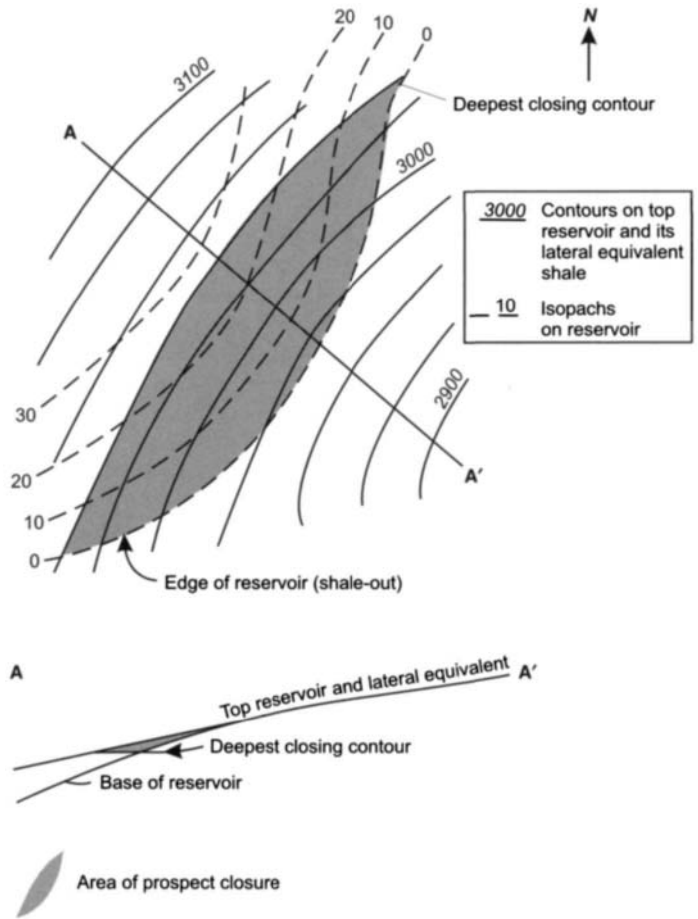 20
10
0
N
3100
Deepest closing contour
A
3000
3000 Contours on top
reservoir and its
lateral equivalent
shale
10 Isopachs
on reservoir
2900
30
A′
20
10
0
Edge of reservoir (shale-out)
A
Top reservoir and lateral equivalent
A′
Deepest closing contour
Base of reservoir
Area of prospect closure